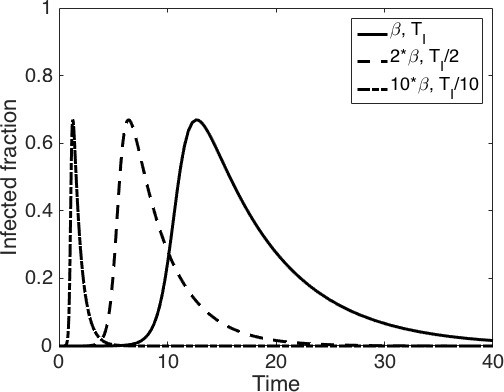 1
0.8
0.6
0.4
0.2
0
Infected fraction
β, T_I
2*β, T_I/2
10*β, T_I/10
0 10 20 30 40
Time